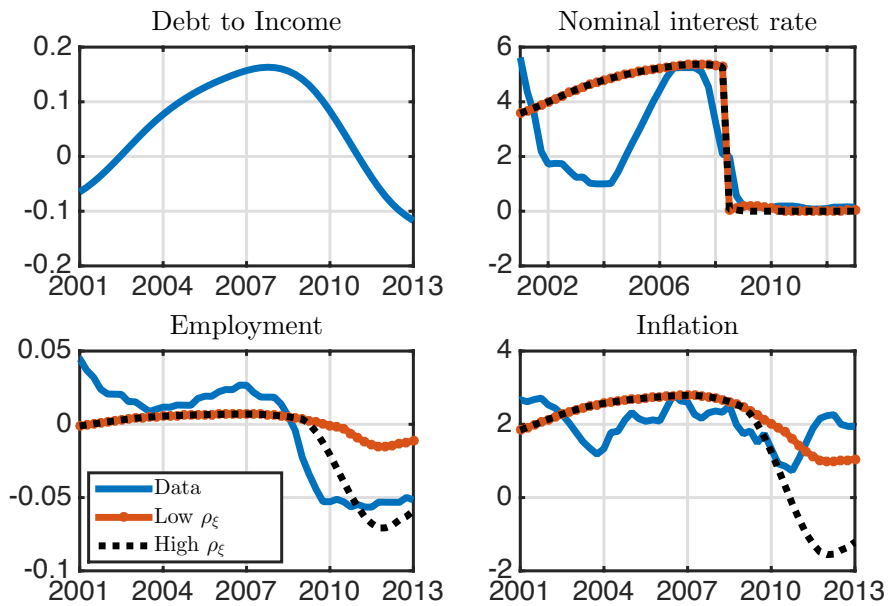 Debt to Income
0.2
0.1
0
-0.1
-0.2
2001 2004 2007 2010 2013
Nominal interest rate
6
4
2
0
-2
2002 2006 2010
Employment
0.05
0
-0.05
-0.1
2001 2004 2007 2010 2013
Data
Low ρξ
High ρξ
Inflation
4
2
0
-2
2001 2004 2007 2010 2013